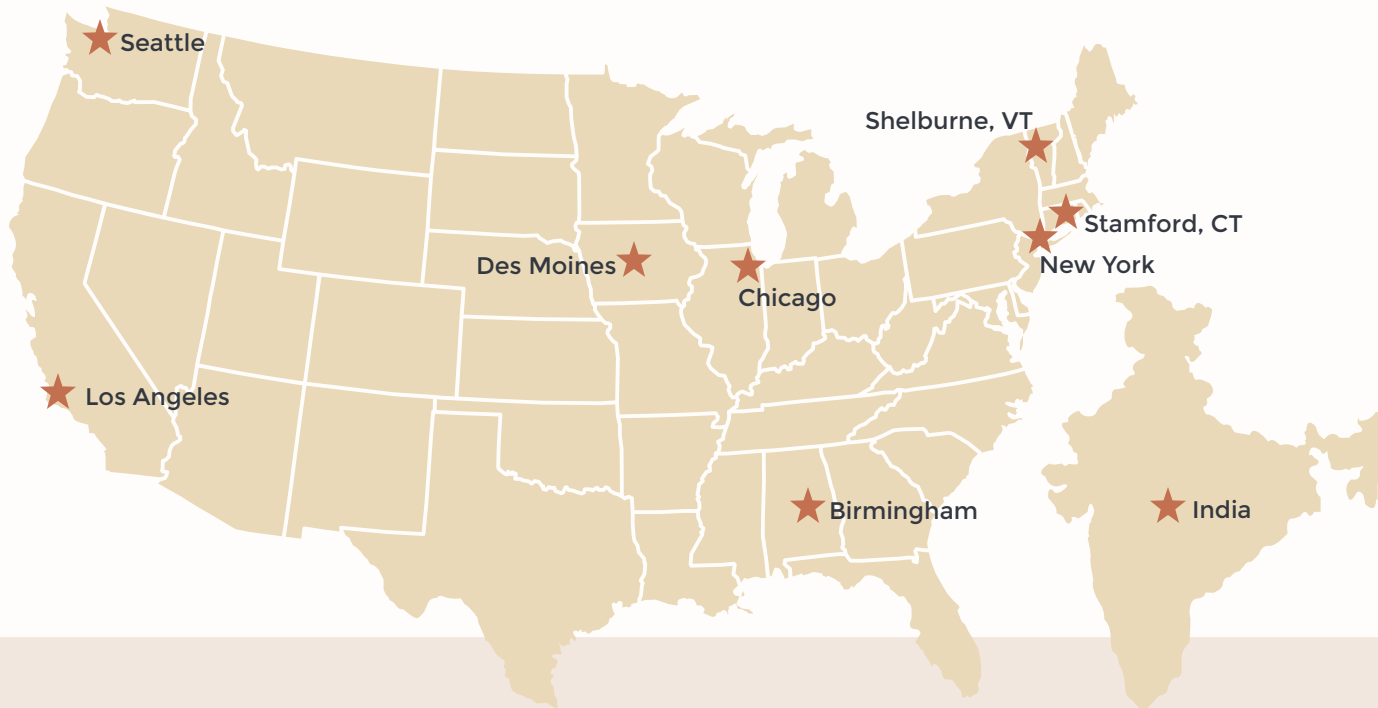 Seattle
Shelburne, VT
Stamford, CT
New York
Des Moines
Chicago
Los Angeles
Birmingham
India